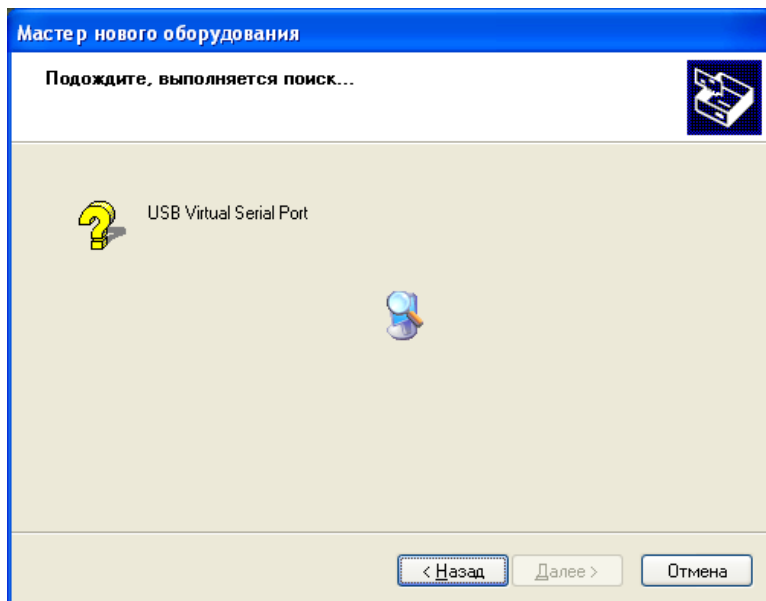 Мастер нового оборудования
Подождите, выполняется поиск...
USB Virtual Serial Port
< Назад
Далее >
Отмена